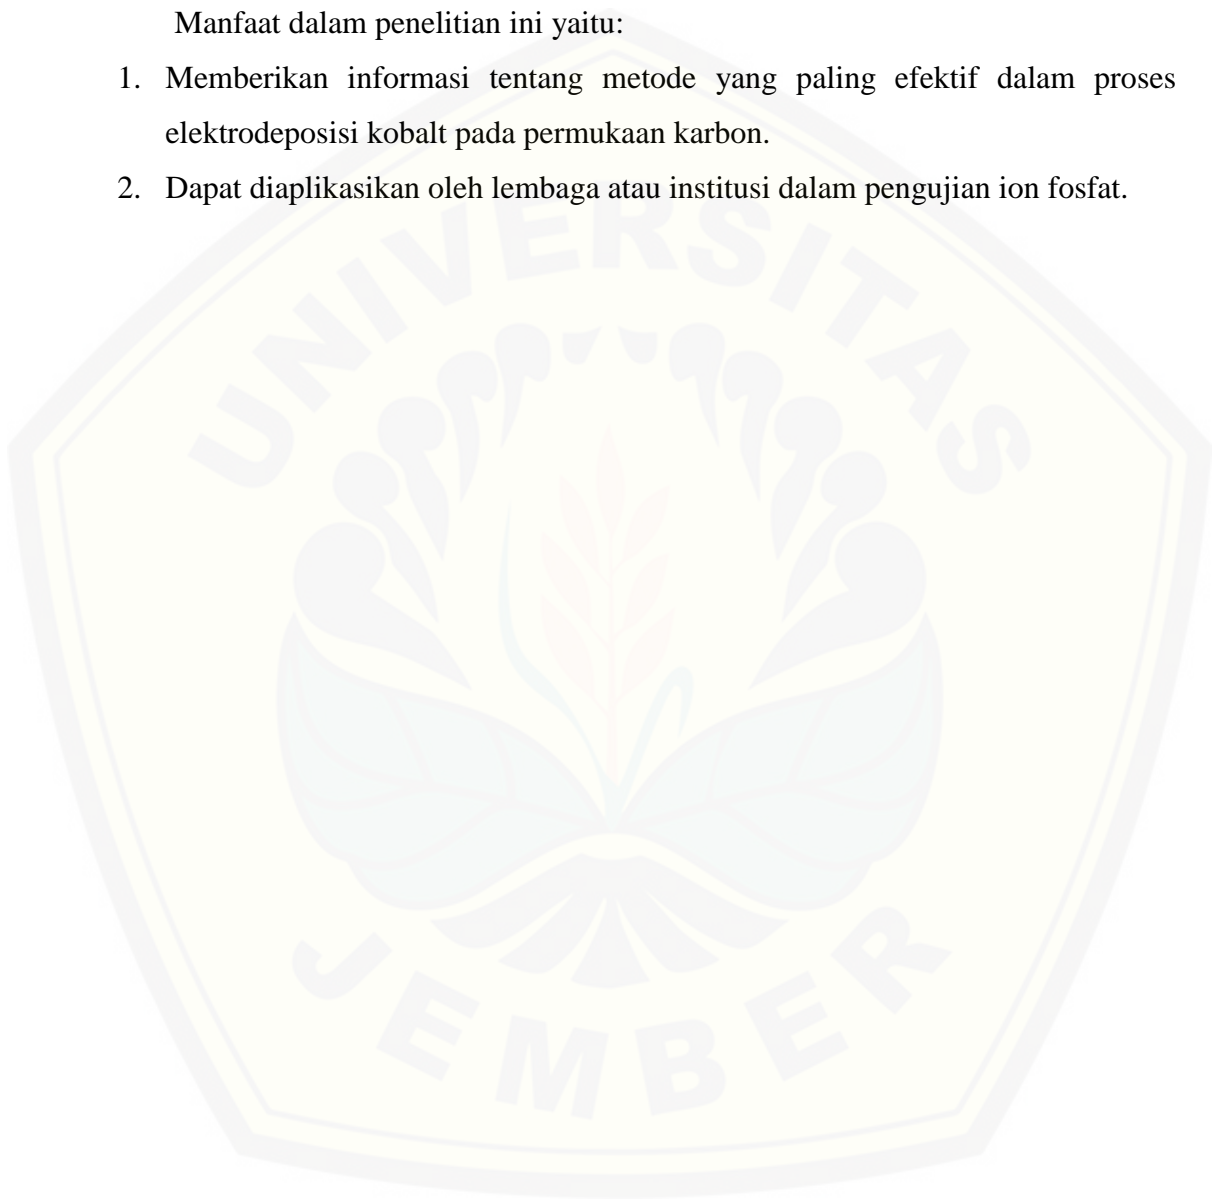 Manfaat dalam penelitian ini yaitu:
1. Memberikan informasi tentang metode yang paling efektif dalam proses
elektrodeposisi kobalt pada permukaan karbon.
2. Dapat diaplikasikan oleh lembaga atau institusi dalam pengujian ion fosfat.
UNIVERSITAS
JEMBER